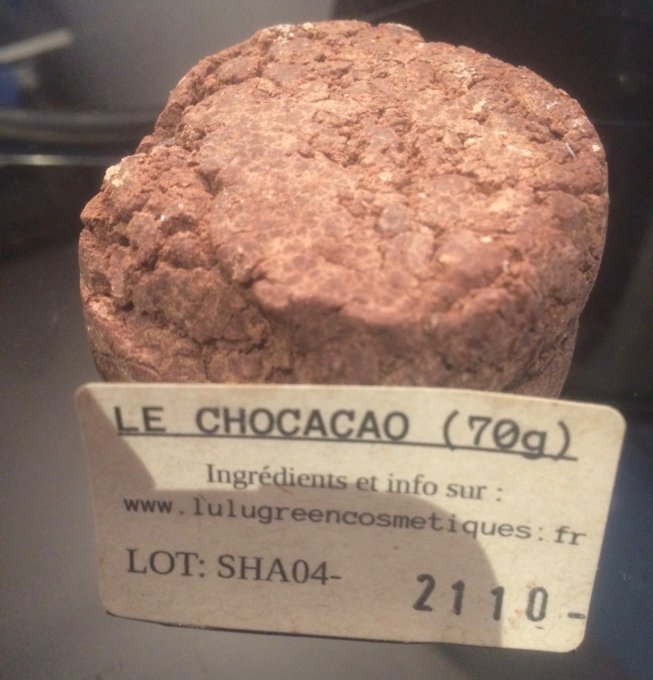 LE CHOCACAO (70g)
Ingrédients et info sur :
www.lulugreencosmetiques.fr
LOT: SHA04- 2110-